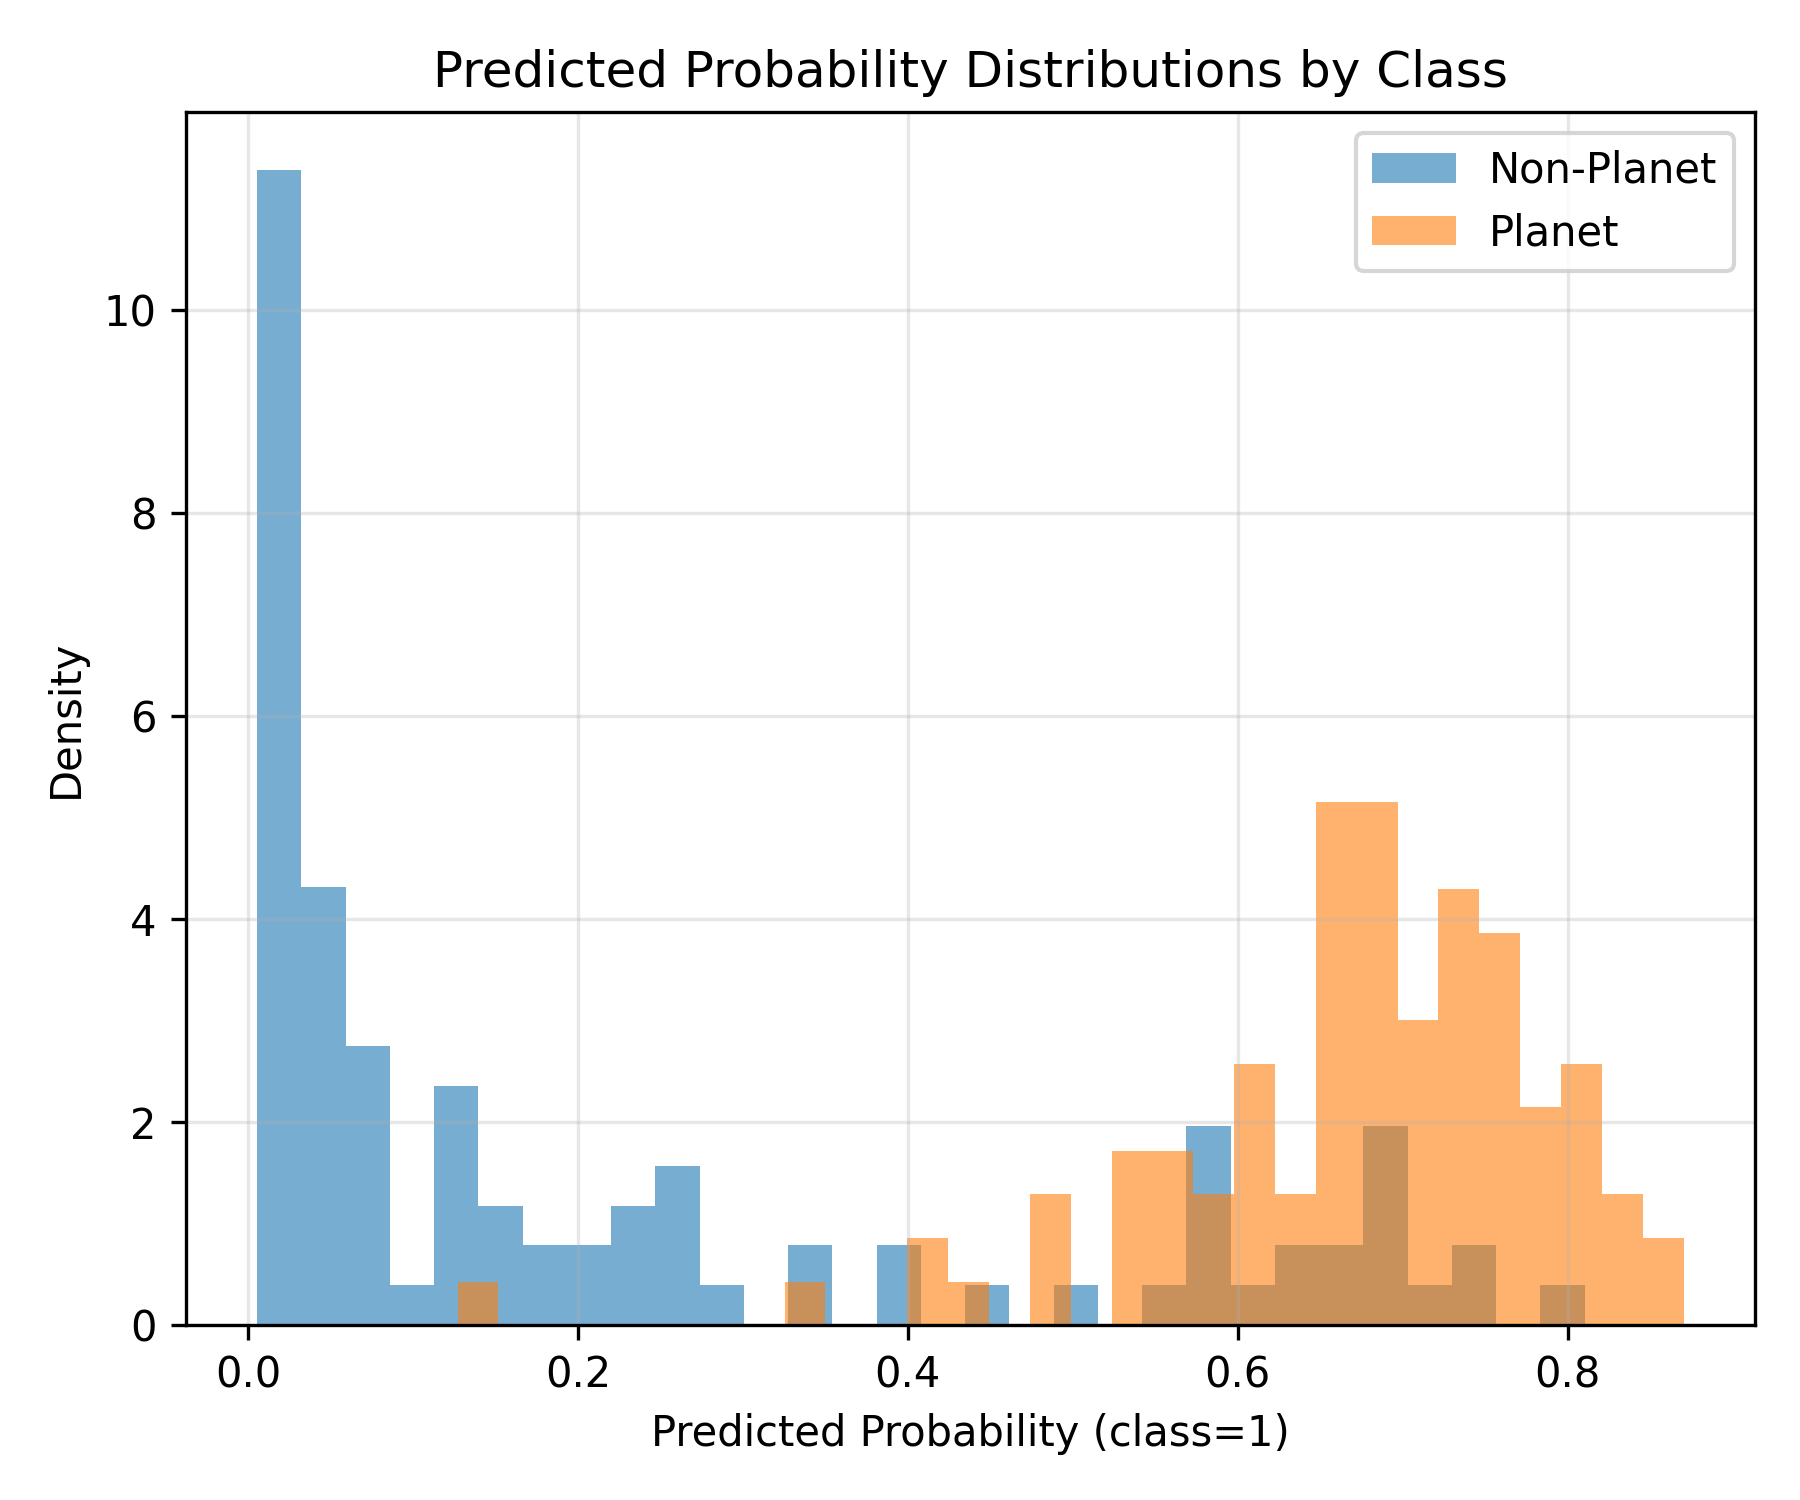 Predicted Probability Distributions by Class
Non-Planet
Planet
Density
10
8
6
4
2
0
0.0 0.2 0.4 0.6 0.8
Predicted Probability (class=1)